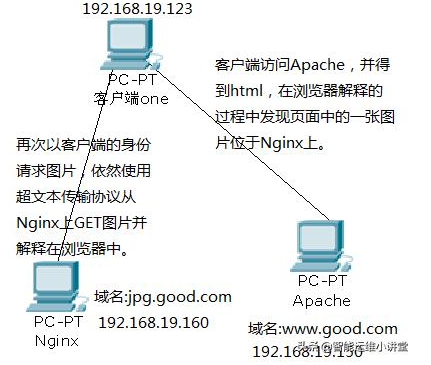 192.168.19.123
PC-PT
客户端one
客户端访问Apache，并得
到html，在浏览器解释的
过程中发现页面中的一张图
片位于Nginx上。
再次以客户端的身份
请求图片，依然使用
超文本传输协议从
Nginx上GET图片并
解释在浏览器中。
PC-PT
Nginx
域名:jpg.good.com
192.168.19.160
PC-PT
Apache
域名:www.good.com
192.168.19.150
头条@智能运维小讲堂